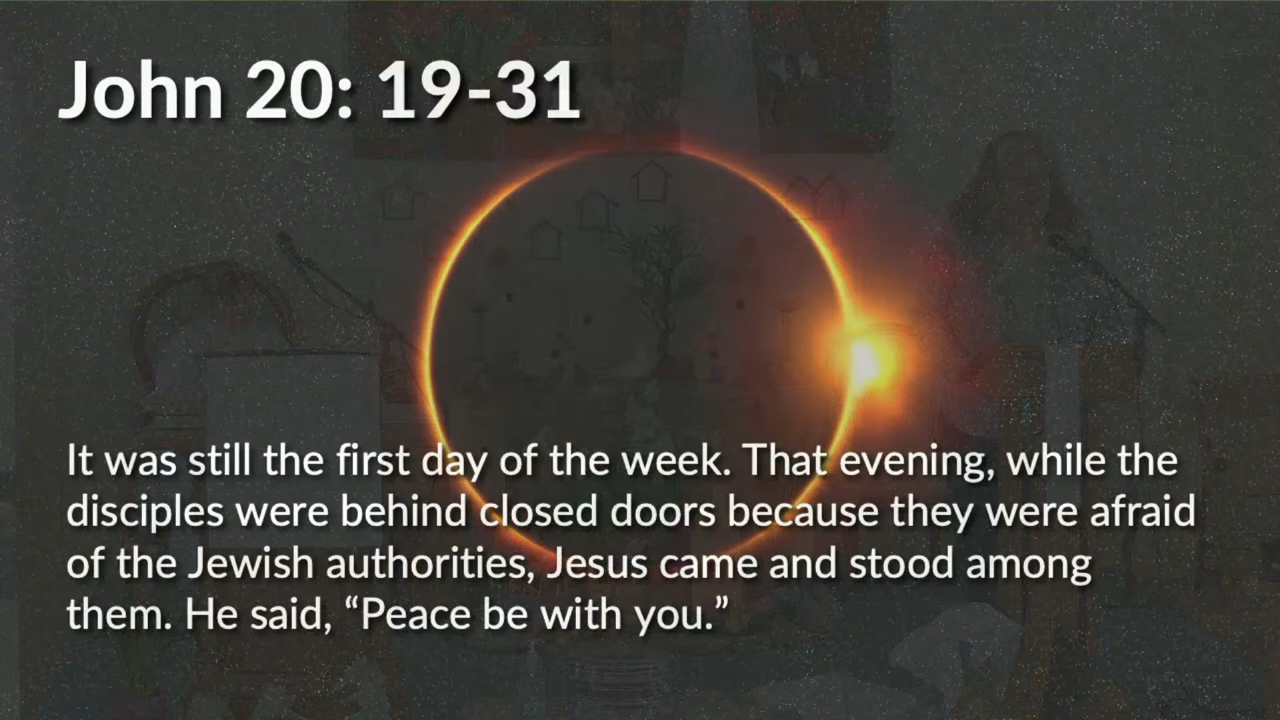 John 20: 19-31
It was still the first day of the week. That evening, while the
disciples were behind closed doors because they were afraid
of the Jewish authorities, Jesus came and stood among
them. He said, “Peace be with you.”